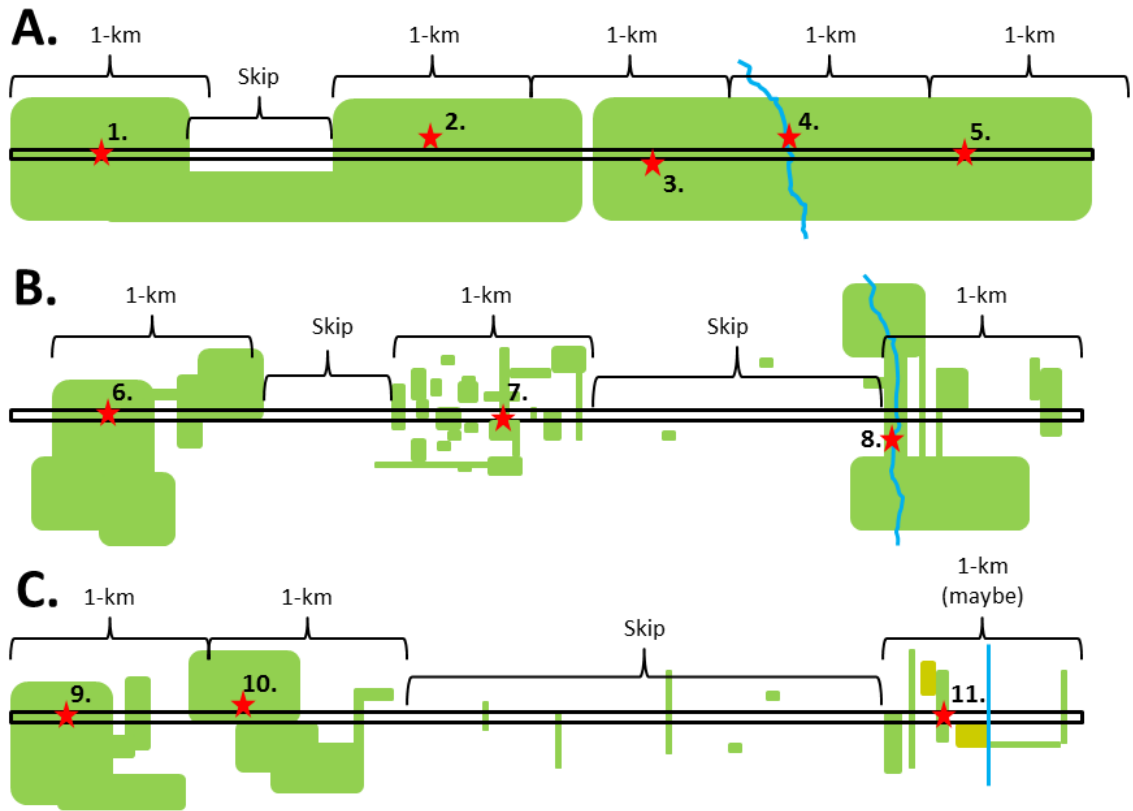 A.
1-km
Skip
1-km
1-km
1-km
1-km
1.
2.
3.
4.
5.
B.
1-km
Skip
1-km
Skip
1-km
6.
7.
8.
C.
1-km
1-km
Skip
1-km
(maybe)
9.
10.
11.